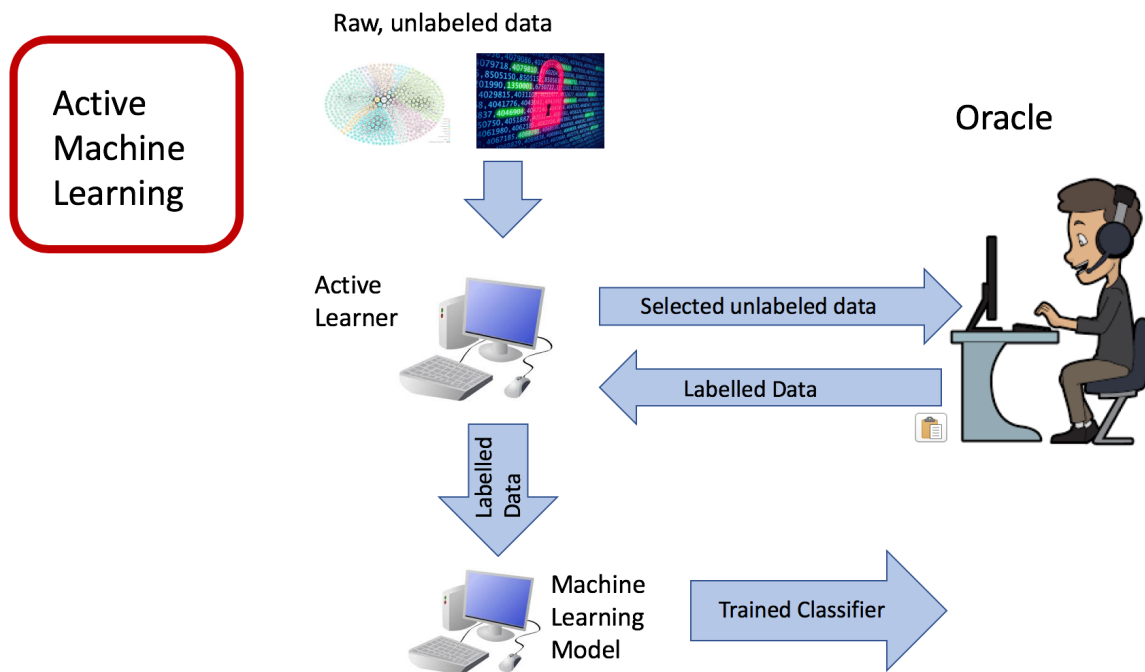 Raw, unlabeled data
Active
Machine
Learning
Oracle
Active
Learner
Selected unlabeled data
Labelled Data
Labelled
Data
Machine
Learning
Model
Trained Classifier